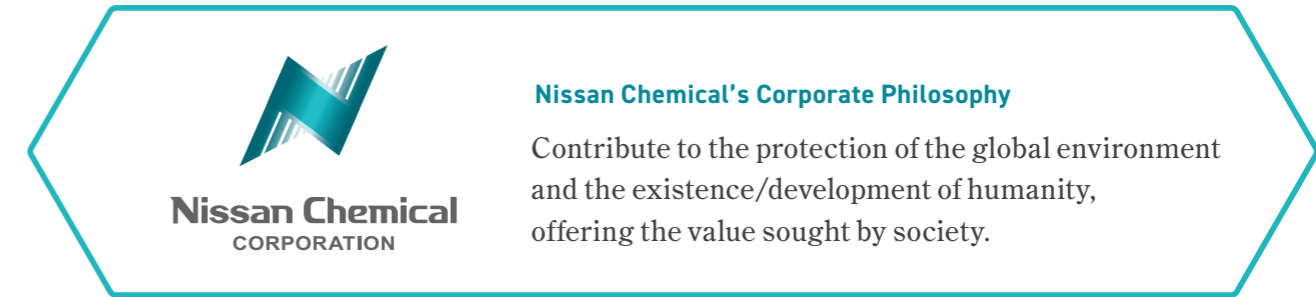 Nissan Chemical
CORPORATION
Nissan Chemical's Corporate Philosophy
Contribute to the protection of the global environment
and the existence/development of humanity,
offering the value sought by society.